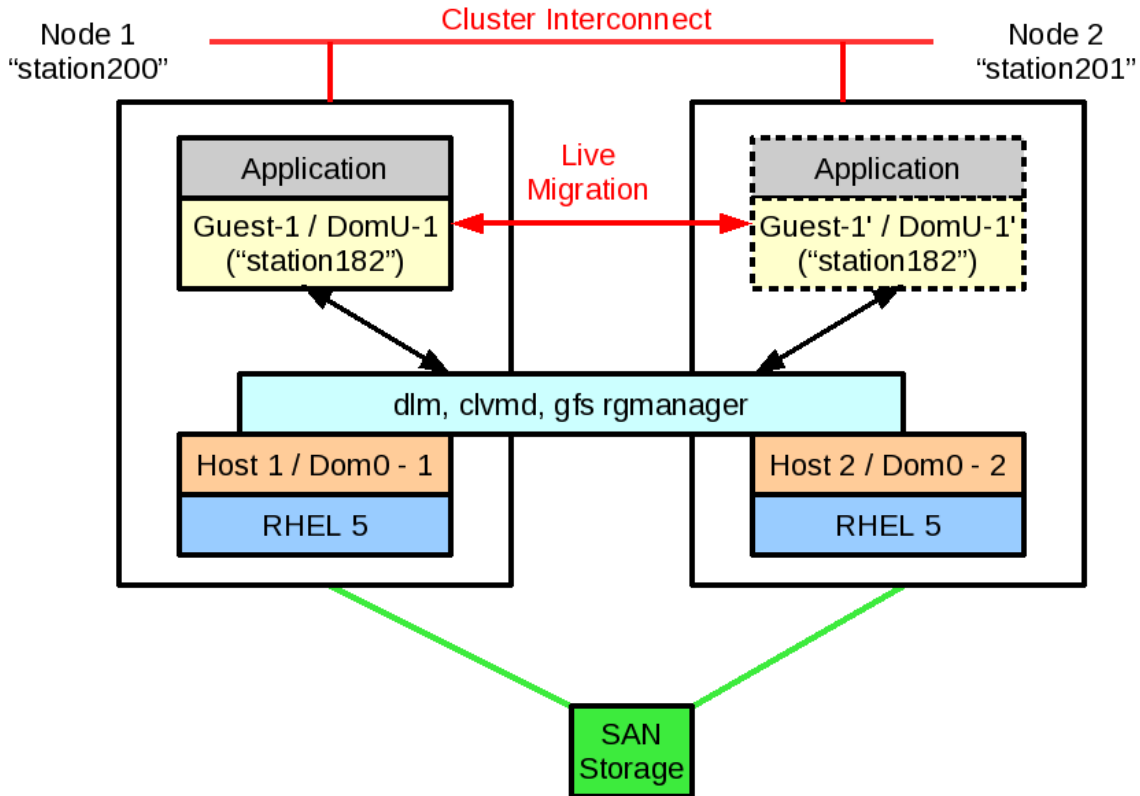 Cluster Interconnect
Node 1
“station200”
Node 2
“station201”
Application
Guest-1 / DomU-1
(“station182”)
Live
Migration
Application
Guest-1' / DomU-1'
(“station182”)
dlm, clvmd, gfs rgmanager
Host 1 / Dom0 - 1
RHEL 5
Host 2 / Dom0 - 2
RHEL 5
SAN
Storage